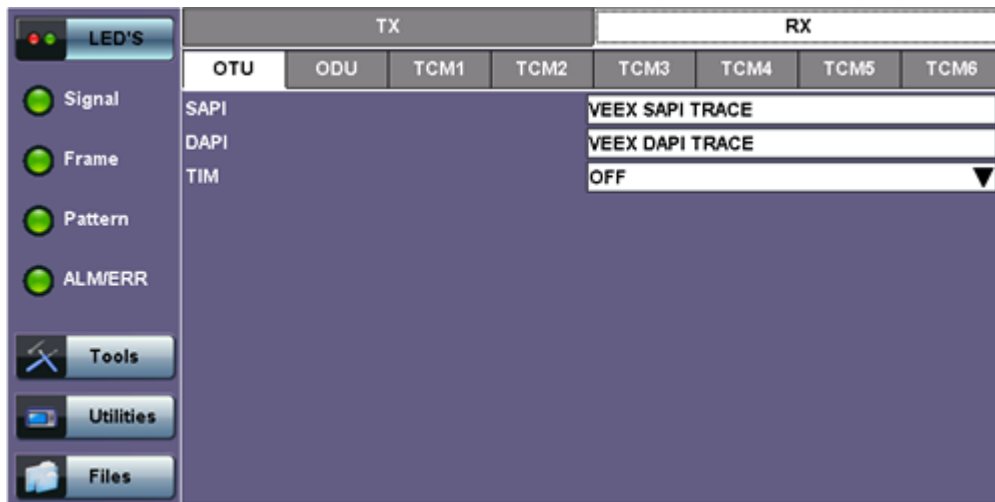 LED'S
Signal
Frame
Pattern
ALM/ERR
Tools
Utilities
Files
TX RX
OTU ODU TCM1 TCM2 TCM3 TCM4 TCM5 TCM6
SAPI VEEX SAPI TRACE
DAPI VEEX DAPI TRACE
TIM OFF